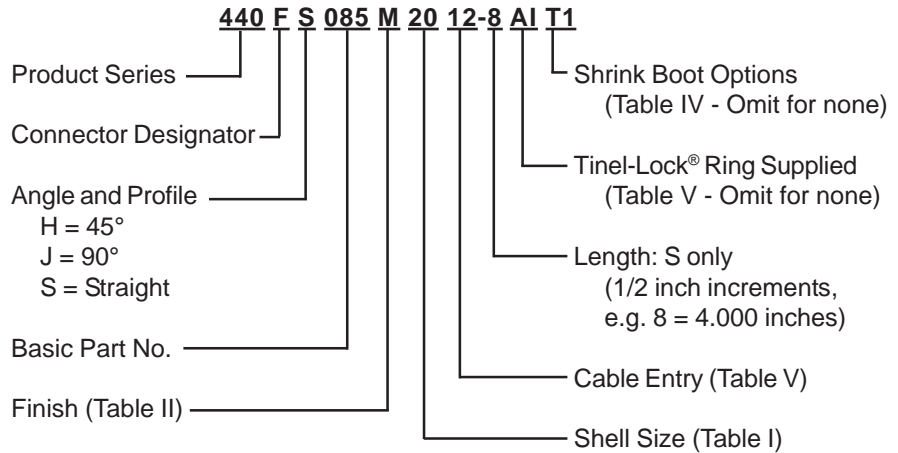 440 F S 085 M 20 12-8 AI T1
Product Series
Connector Designator
Angle and Profile
H = 45°
J = 90°
S = Straight
Basic Part No.
Finish (Table II)
Shrink Boot Options
(Table IV - Omit for none)
Tinel-Lock® Ring Supplied
(Table V - Omit for none)
Length: S only
(1/2 inch increments,
e.g. 8 = 4.000 inches)
Cable Entry (Table V)
Shell Size (Table I)